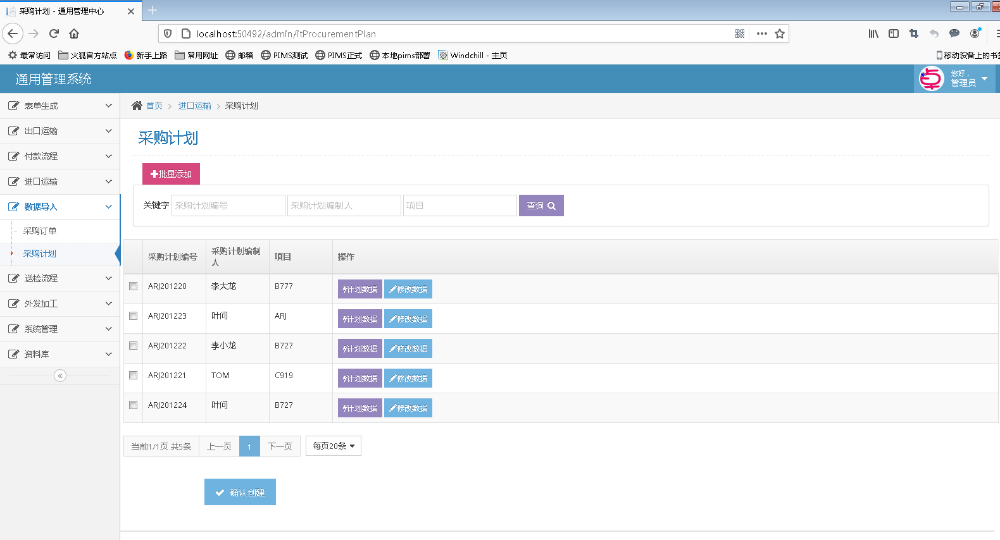 采购计划 - 通用管理中心
localhost:50492/admin/itProcurementPlan
最常访问 火狐官方站点 新手上路 常用网址 邮箱 PIMS测试 PIMS正式 本地pims部署 Windchill - 主页
移动设备上的书签
通用管理系统
您好，
管理员
表单生成
出口运输
付款流程
进口运输
数据导入
采购订单
采购计划
送检流程
外发加工
系统管理
资料库
首页 进口运输 采购计划
采购计划
批量添加
关键字 采购计划编号 采购计划编制人 项目 查询
采购计划编号 采购计划编制人 项目 操作
ARJ201220 李大龙 B777 计划数据 修改数据
ARJ201223 叶问 ARJ 计划数据 修改数据
ARJ201222 李小龙 B727 计划数据 修改数据
ARJ201221 TOM C919 计划数据 修改数据
ARJ201224 叶问 B727 计划数据 修改数据
当前1/1页 共5条 上一页 1 下一页 每页20条
确认创建